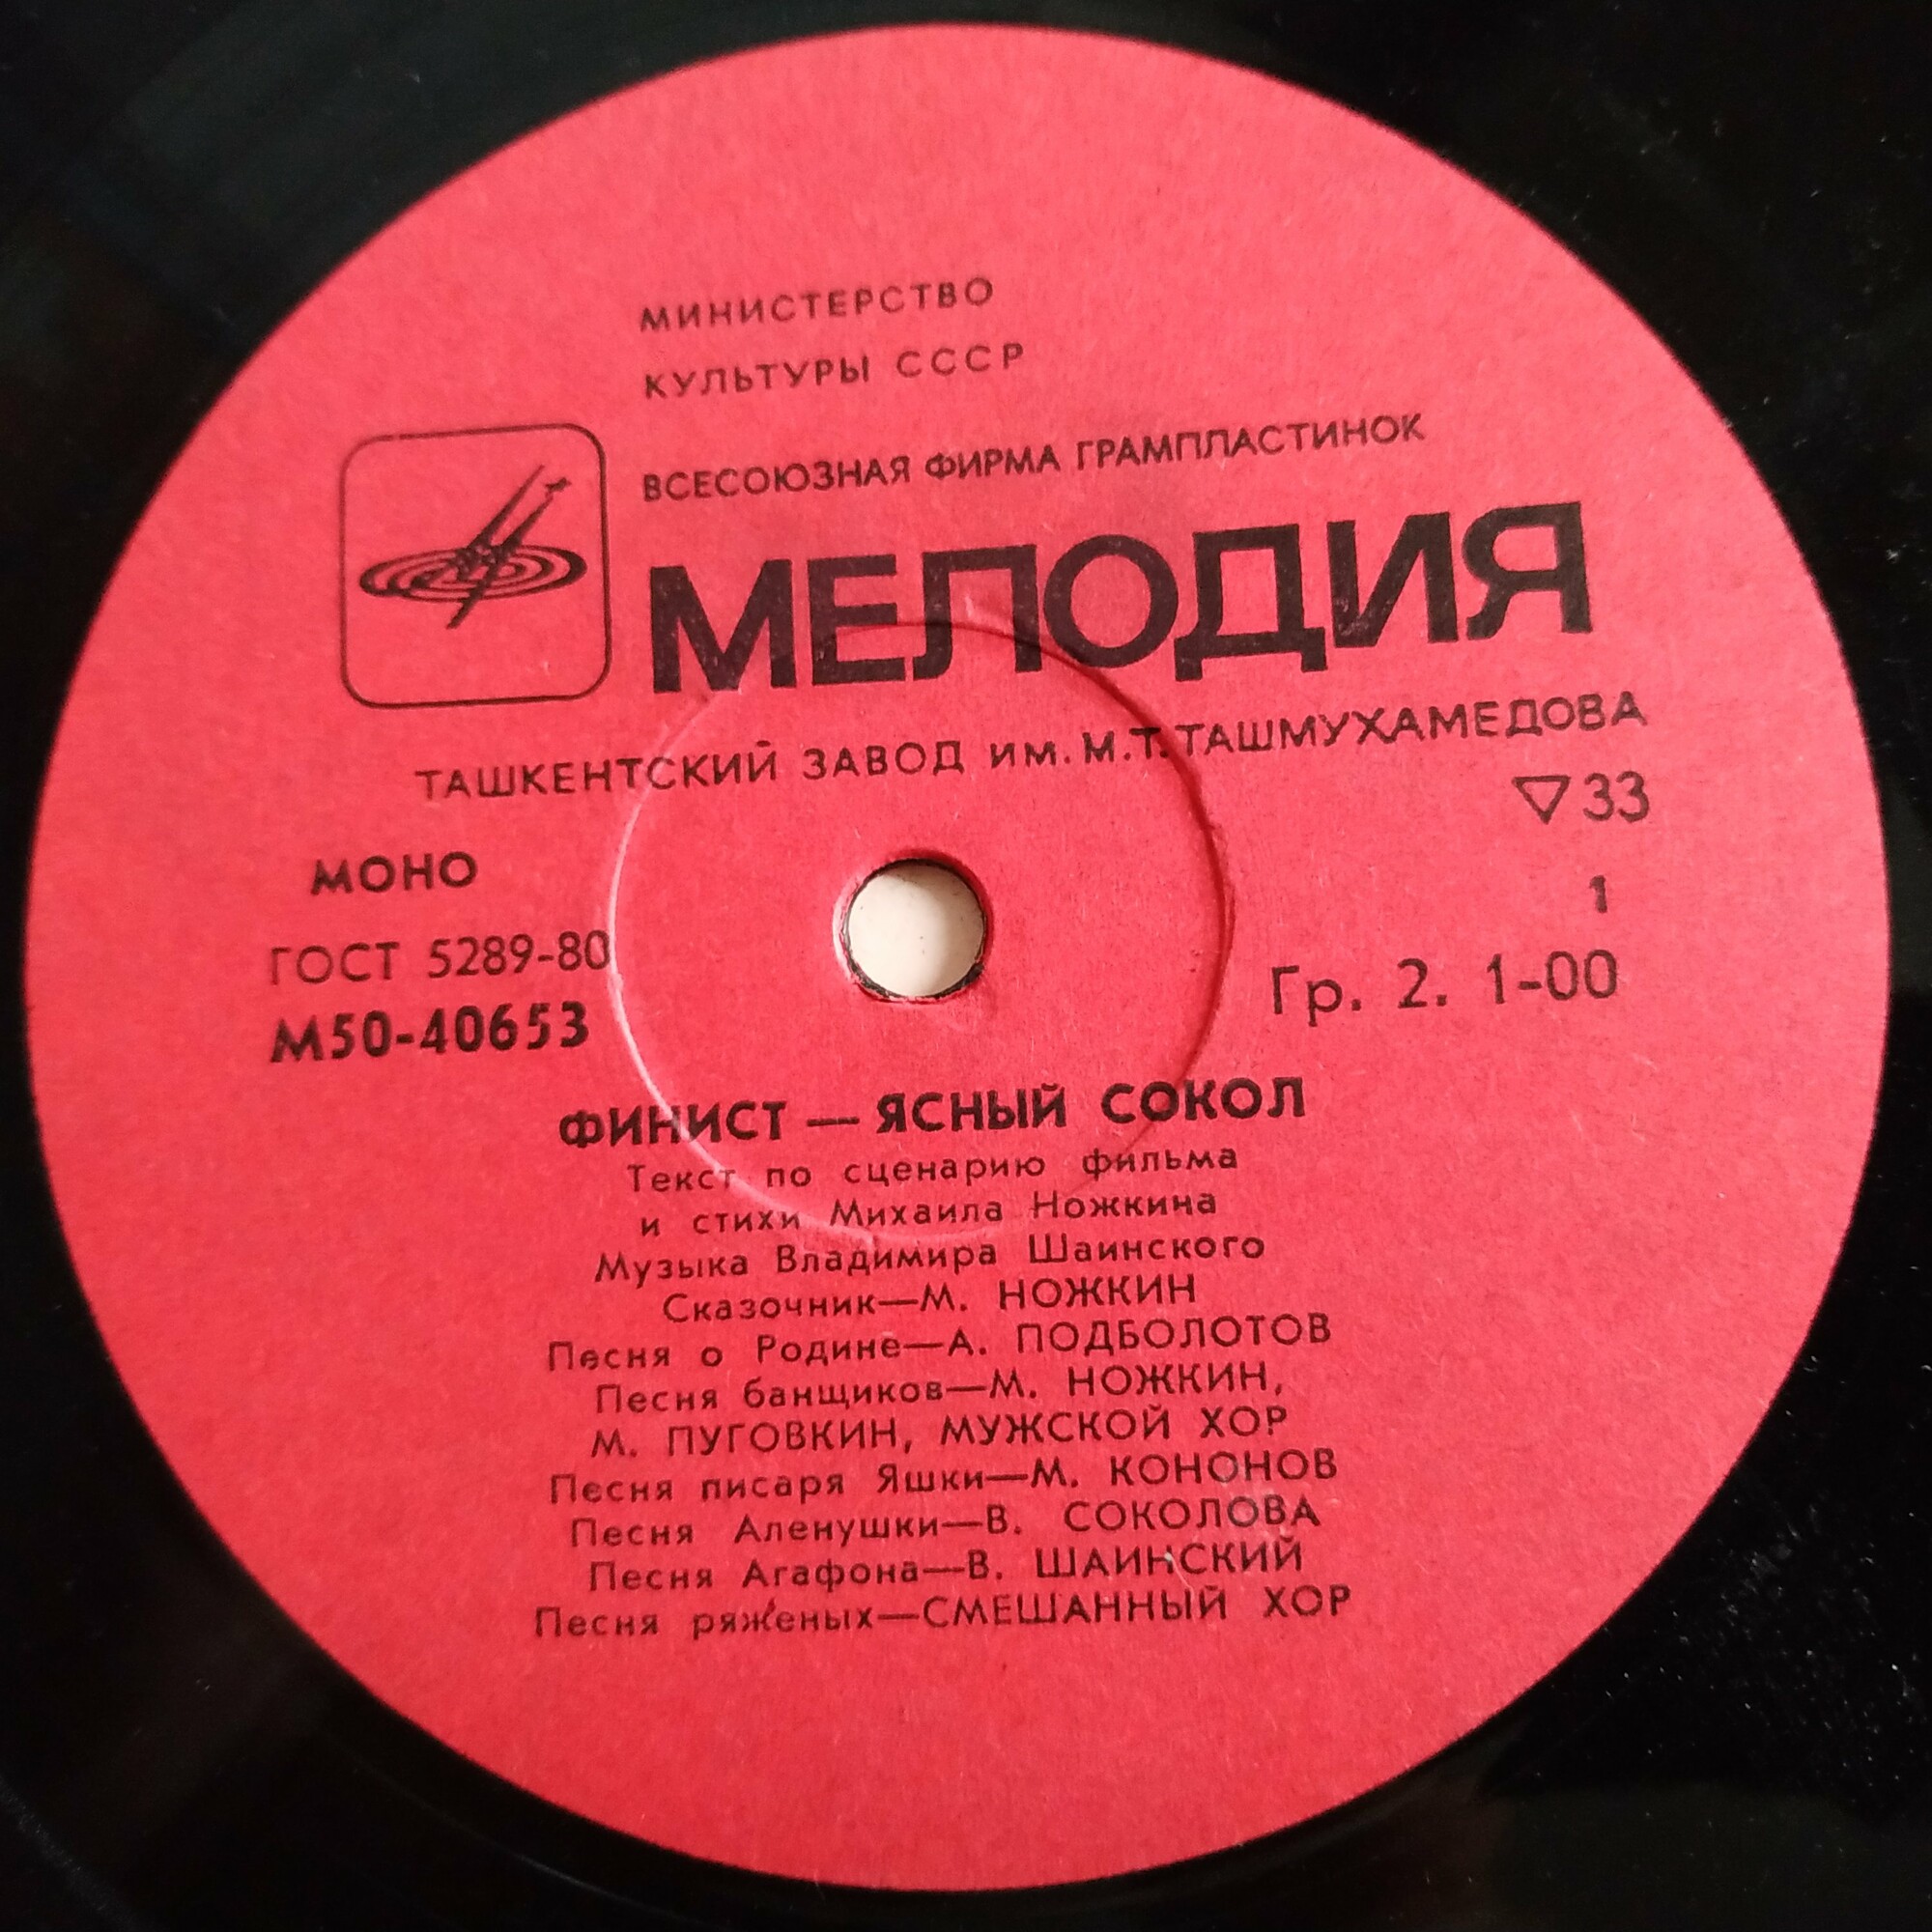 МИНИСТЕРСТВО
КУЛЬТУРЫ СССР
ВСЕСОЮЗНАЯ ФИРМА ГРАМПЛАСТИНОК
МЕЛОДИЯ
ТАШКЕНТСКИЙ ЗАВОД им. М.Т. ТАШМУХАМЕДОВА
▽33
МОНО
1
ГОСТ 5289-80
Гр. 2. 1-00
М50-40653
ФИНИСТ — ЯСНЫЙ СОКОЛ
Текст по сценарию фильма
и стихи Михаила Ножкина
Музыка Владимира Шаинского
Сказочник—М. НОЖКИН
Песня о Родине—А. ПОДБОЛОТОВ
Песня банщиков—М. НОЖКИН,
М. ПУГОВКИН, МУЖСКОЙ ХОР
Песня писаря Яшки—М. КОНОНОВ
Песня Аленушки—В. СОКОЛОВА
Песня Агафона—В. ШАИНСКИЙ
Песня ряженых—СМЕШАННЫЙ ХОР